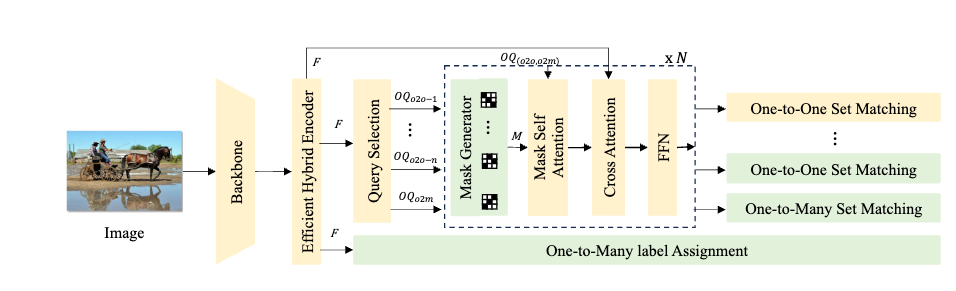 F
OQ(o2o,o2m)
x N
Image
Backbone
Efficient Hybrid Encoder
F
F
Query Selection
OQo2o−1
⋮
OQo2o−n
OQo2m
Mask Generator
⋮
M
Mask Self
Attention
Cross Attention
FFN
One-to-One Set Matching
⋮
One-to-One Set Matching
One-to-Many Set Matching
One-to-Many label Assignment